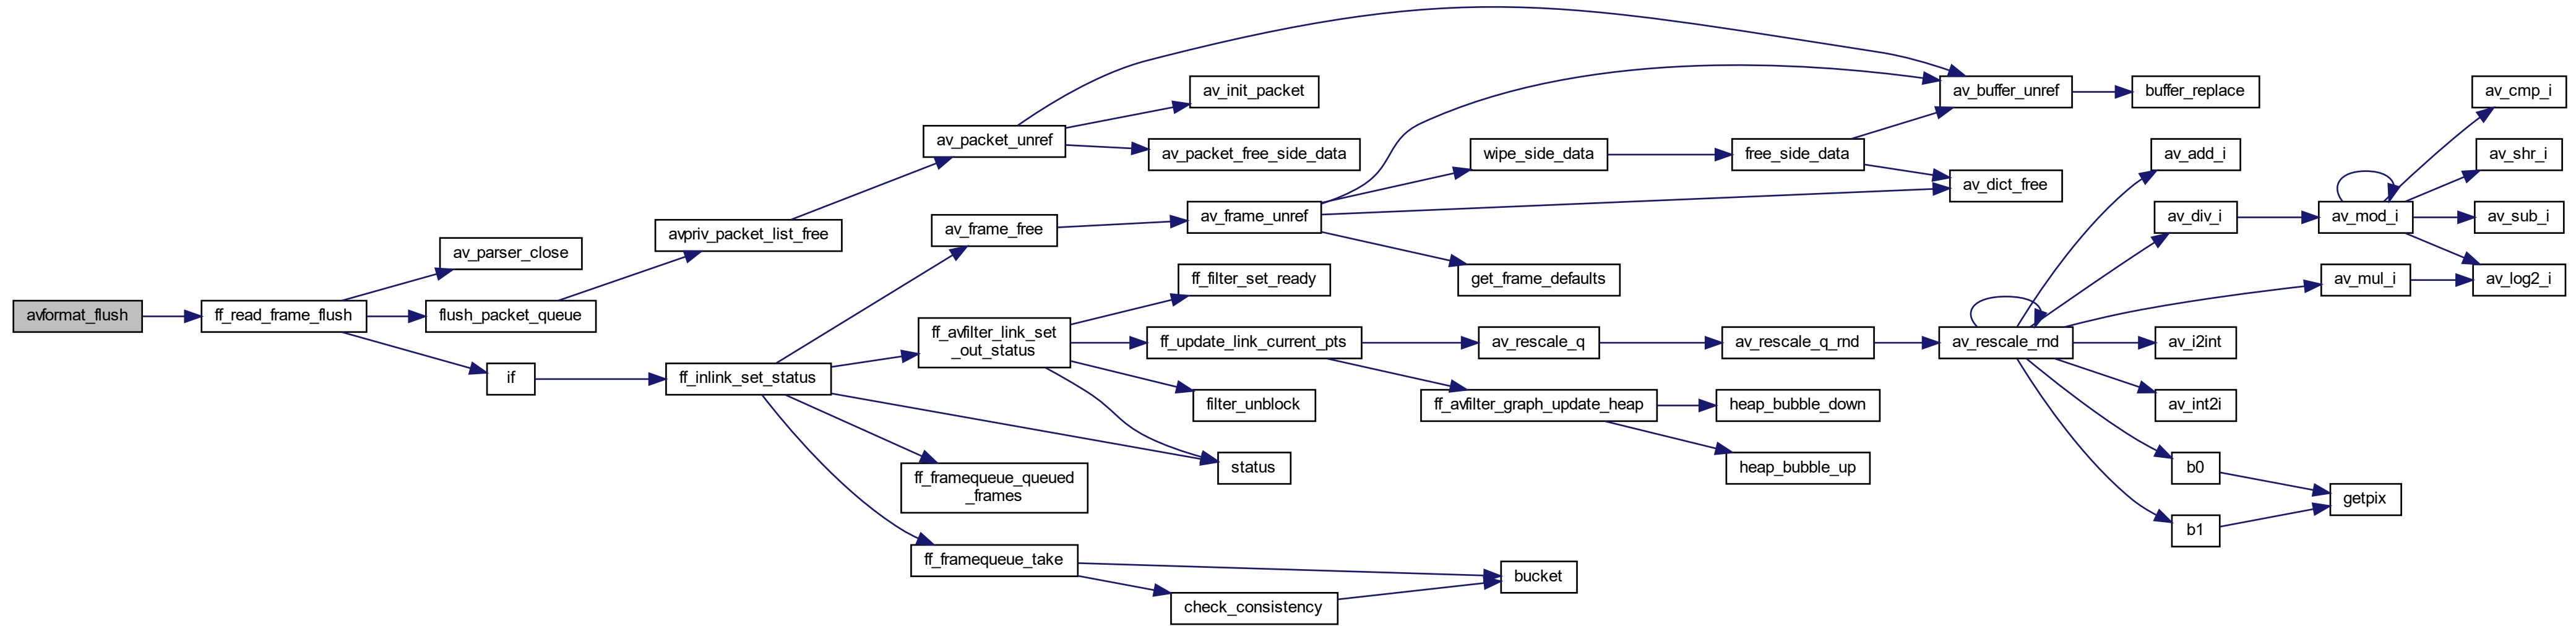 avformat_flush
ff_read_frame_flush
av_parser_close
flush_packet_queue
if
avpriv_packet_list_free
ff_inlink_set_status
av_packet_unref
av_frame_free
ff_avfilter_link_set
_out_status
ff_framequeue_queued
_frames
ff_framequeue_take
av_init_packet
av_packet_free_side_data
av_frame_unref
ff_filter_set_ready
ff_update_link_current_pts
filter_unblock
status
check_consistency
wipe_side_data
get_frame_defaults
av_rescale_q
ff_avfilter_graph_update_heap
bucket
free_side_data
av_rescale_q_rnd
heap_bubble_down
heap_bubble_up
av_buffer_unref
av_dict_free
av_rescale_rnd
buffer_replace
av_add_i
av_div_i
av_i2int
av_int2i
b0
b1
av_mod_i
av_mul_i
getpix
av_cmp_i
av_shr_i
av_sub_i
av_log2_i